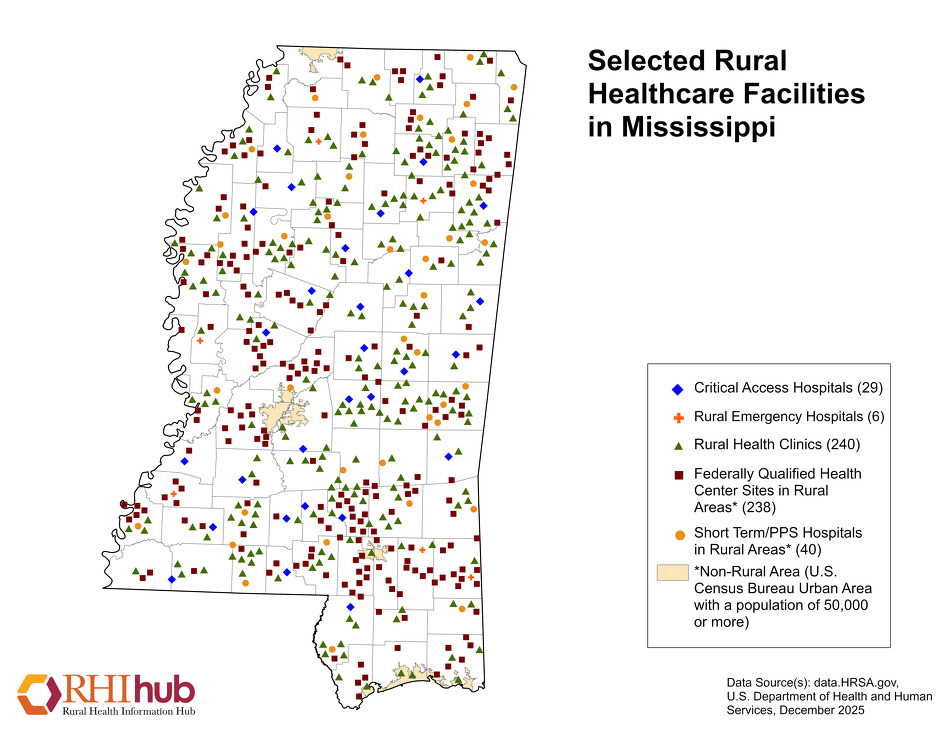 Selected Rural
Healthcare Facilities
in Mississippi
Critical Access Hospitals (29)
Rural Emergency Hospitals (6)
Rural Health Clinics (240)
Federally Qualified Health
Center Sites in Rural
Areas* (238)
Short Term/PPS Hospitals
in Rural Areas* (40)
*Non-Rural Area (U.S.
Census Bureau Urban Area
with a population of 50,000
or more)
RHIhub
Rural Health Information Hub
Data Source(s): data.HRSA.gov,
U.S. Department of Health and Human
Services, December 2025